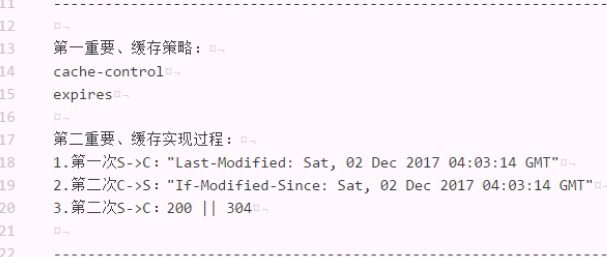 11 ----------------------------------------------------------------
12
13 第一重要、缓存策略：
14 cache-control
15 expires
16
17 第二重要、缓存实现过程：
18 1.第一次S->C："Last-Modified: Sat, 02 Dec 2017 04:03:14 GMT"
19 2.第二次C->S："If-Modified-Since: Sat, 02 Dec 2017 04:03:14 GMT"
20 3.第二次S->C：200 || 304
21
22 ----------------------------------------------------------------